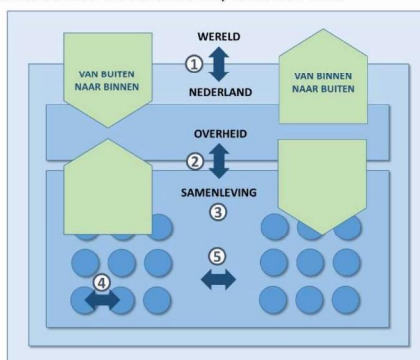 WERELD
1
VAN BUITEN
NAAR BINNEN
VAN BINNEN
NAAR BUITEN
NEDERLAND
OVERHEID
2
SAMENLEVING
3
5
4